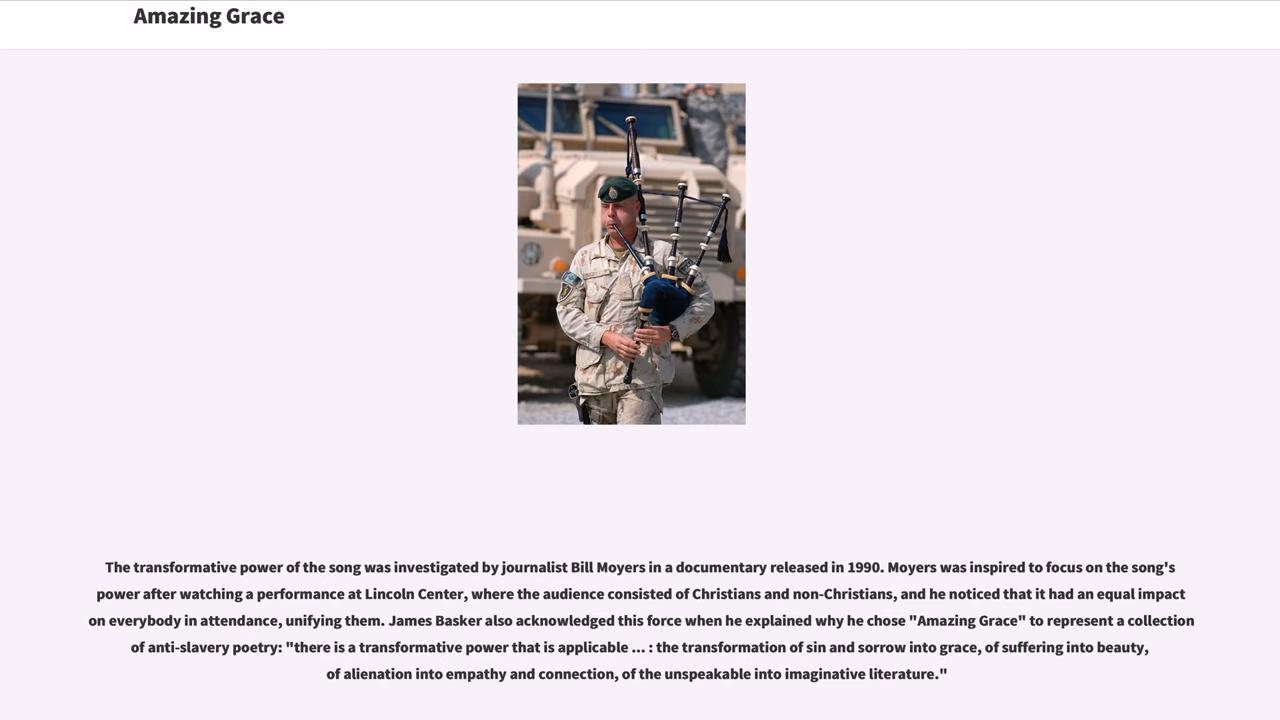 Amazing Grace
The transformative power of the song was investigated by journalist Bill Moyers in a documentary released in 1990. Moyers was inspired to focus on the song's
power after watching a performance at Lincoln Center, where the audience consisted of Christians and non-Christians, and he noticed that it had an equal impact
on everybody in attendance, unifying them. James Basker also acknowledged this force when he explained why he chose "Amazing Grace" to represent a collection
of anti-slavery poetry: "there is a transformative power that is applicable ... : the transformation of sin and sorrow into grace, of suffering into beauty,
of alienation into empathy and connection, of the unspeakable into imaginative literature."